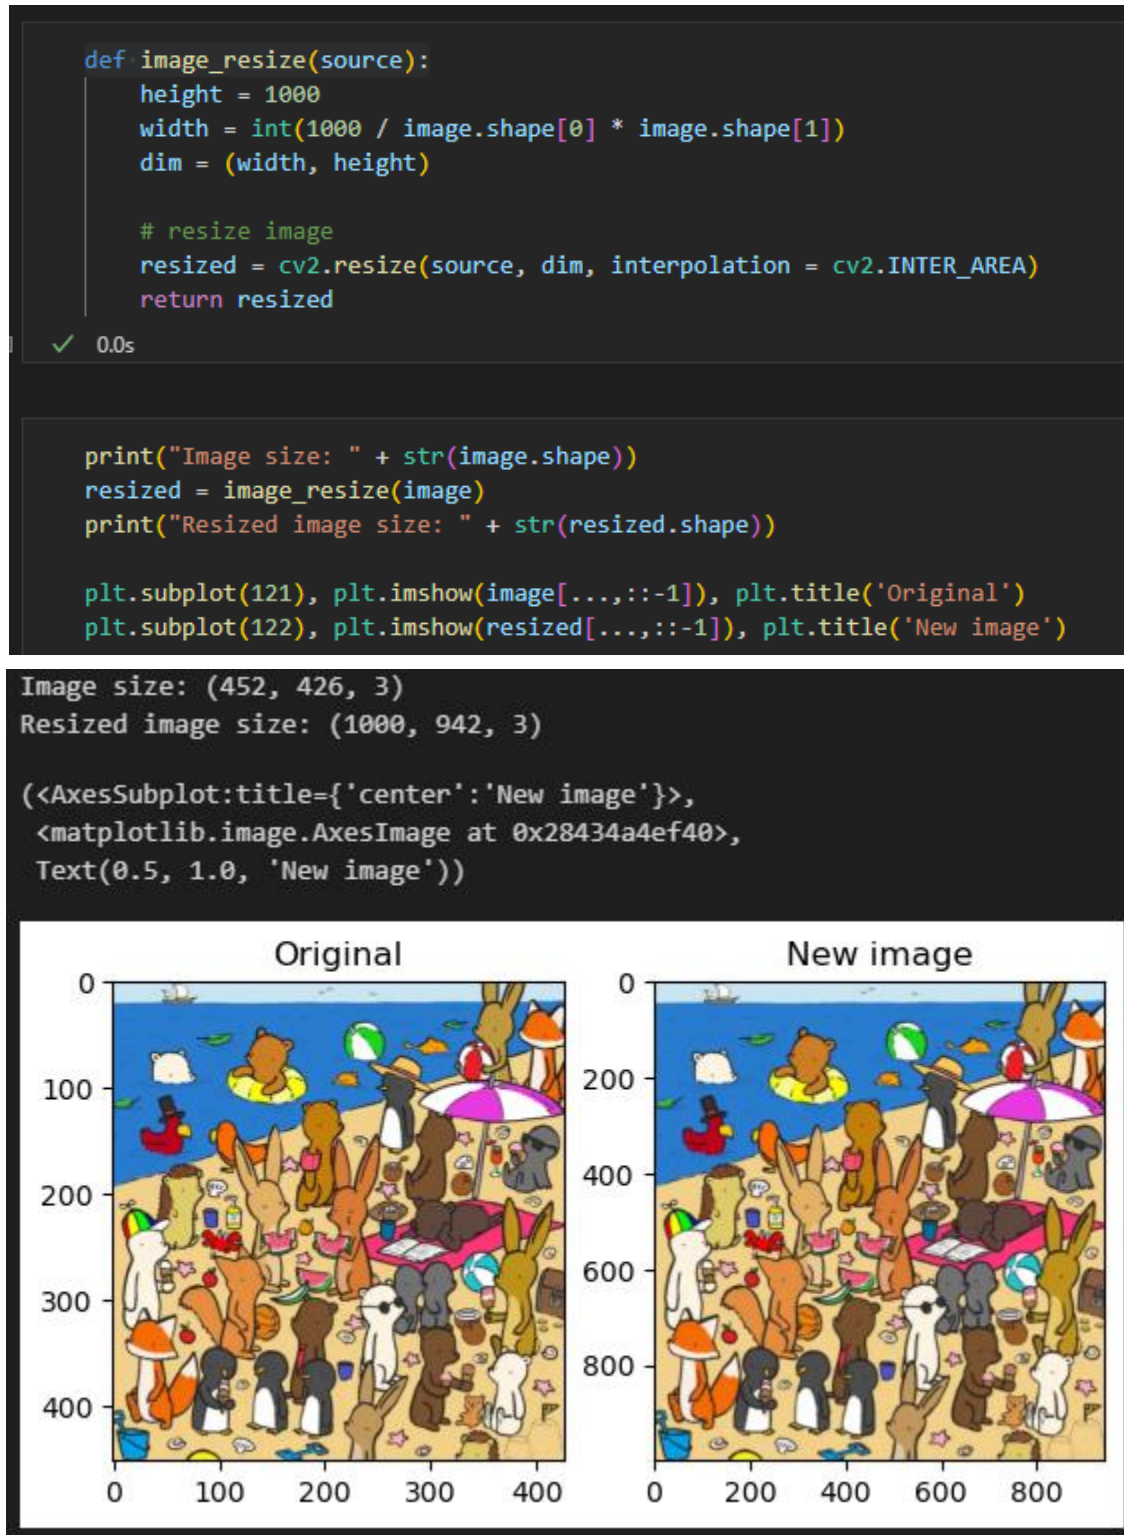 def image_resize(source):
height = 1000
width = int(1000 / image.shape[0] * image.shape[1])
dim = (width, height)
# resize image
resized = cv2.resize(source, dim, interpolation = cv2.INTER_AREA)
return resized
0.0s
print("Image size: " + str(image.shape))
resized = image_resize(image)
print("Resized image size: " + str(resized.shape))
plt.subplot(121), plt.imshow(image[...,::-1]), plt.title('Original')
plt.subplot(122), plt.imshow(resized[...,::-1]), plt.title('New image')
Image size: (452, 426, 3)
Resized image size: (1000, 942, 3)
(<AxesSubplot:title={'center':'New image'}>,
<matplotlib.image.AxesImage at 0x28434a4ef40>,
Text(0.5, 1.0, 'New image'))
Original
0
100
200
300
400
0 100 200 300 400
New image
0
200
400
600
800
0 200 400 600 800